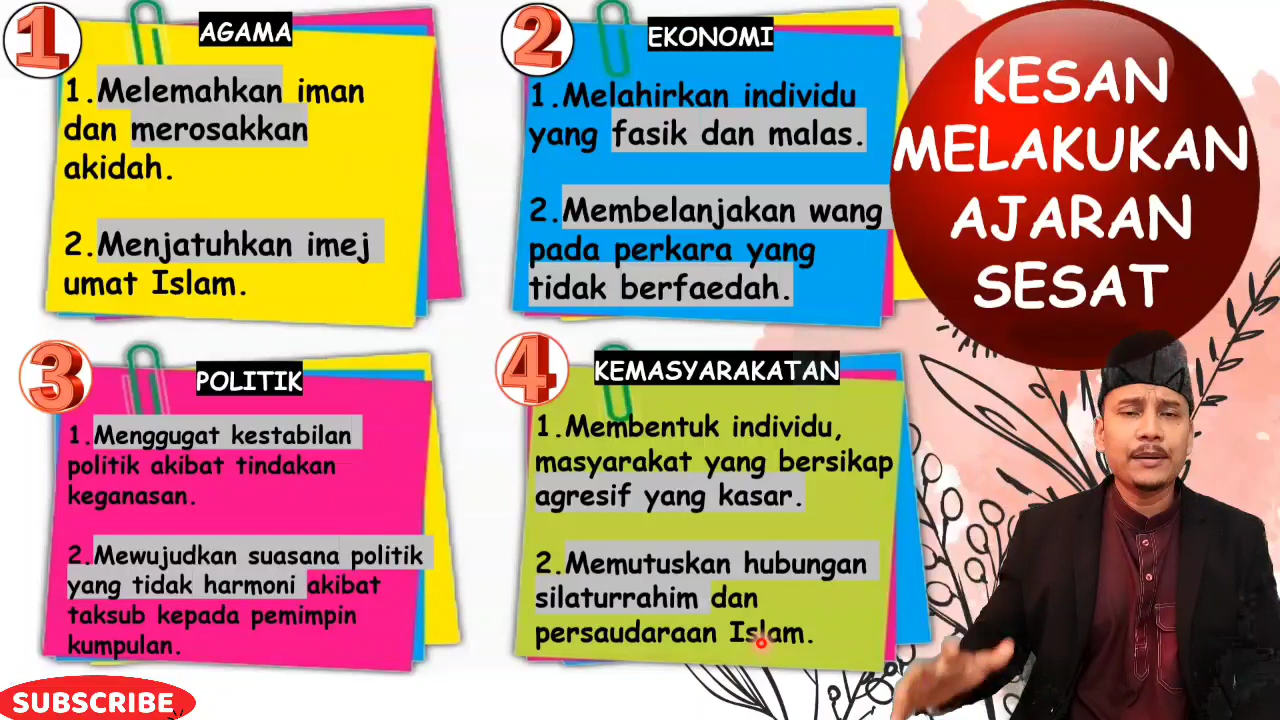 1
AGAMA
1.Melemahkan iman
dan merosakkan
akidah.
2.Menjatuhkan imej
umat Islam.
2
EKONOMI
1.Melahirkan individu
yang fasik dan malas.
2.Membelanjakan wang
pada perkara yang
tidak berfaedah.
KESAN
MELAKUKAN
AJARAN
SESAT
3
POLITIK
1.Menggugat kestabilan
politik akibat tindakan
keganasan.
2.Mewujudkan suasana politik
yang tidak harmoni akibat
taksub kepada pemimpin
kumpulan.
4
KEMASYARAKATAN
1.Membentuk individu,
masyarakat yang bersikap
agresif yang kasar.
2.Memutuskan hubungan
silaturrahim dan
persaudaraan Islam.
SUBSCRIBE